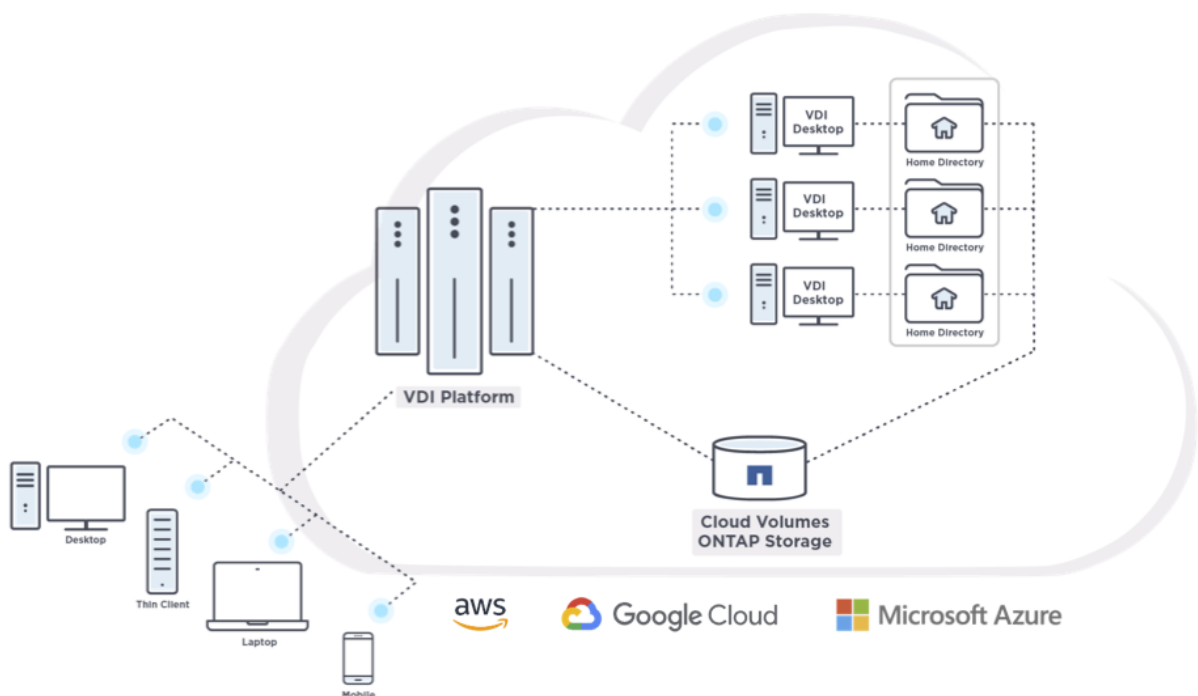 VDI
Desktop
Home Directory
VDI
Desktop
Home Directory
VDI
Desktop
Home Directory
VDI Platform
Cloud Volumes
ONTAP Storage
Desktop
Thin Client
Laptop
Mobile
aws
Google Cloud
Microsoft Azure